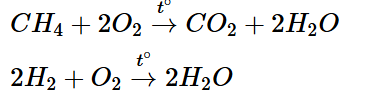 CH₄ + 2O₂ →^{t°} CO₂ + 2H₂O
2H₂ + O₂ →^{t°} 2H₂O